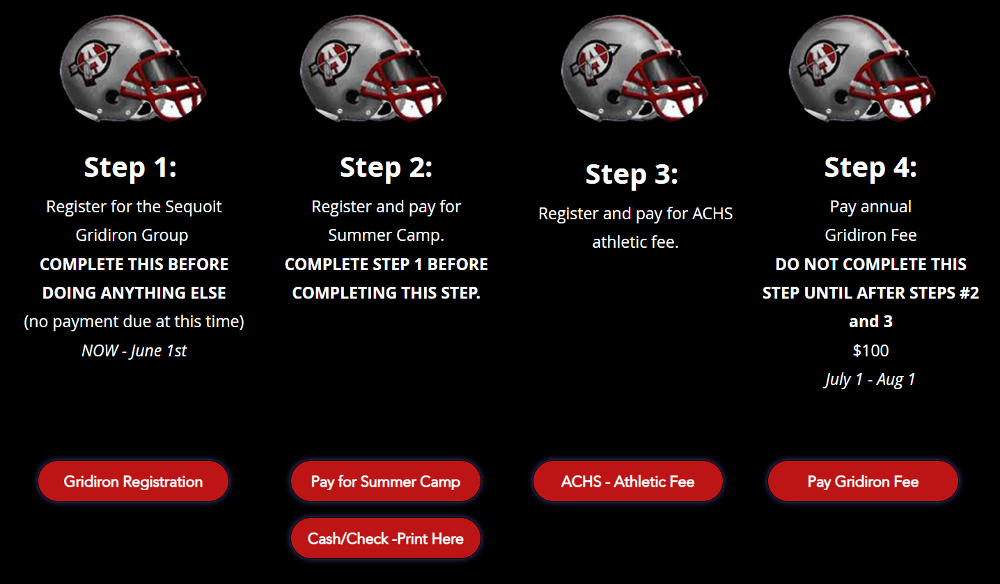 Step 1:
Register for the Sequoit
Gridiron Group
COMPLETE THIS BEFORE
DOING ANYTHING ELSE
(no payment due at this time)
NOW - June 1st
Gridiron Registration
Step 2:
Register and pay for
Summer Camp.
COMPLETE STEP 1 BEFORE
COMPLETING THIS STEP.
Pay for Summer Camp
Cash/Check -Print Here
Step 3:
Register and pay for ACHS
athletic fee.
ACHS - Athletic Fee
Step 4:
Pay annual
Gridiron Fee
DO NOT COMPLETE THIS
STEP UNTIL AFTER STEPS #2
and 3
$100
July 1 - Aug 1
Pay Gridiron Fee